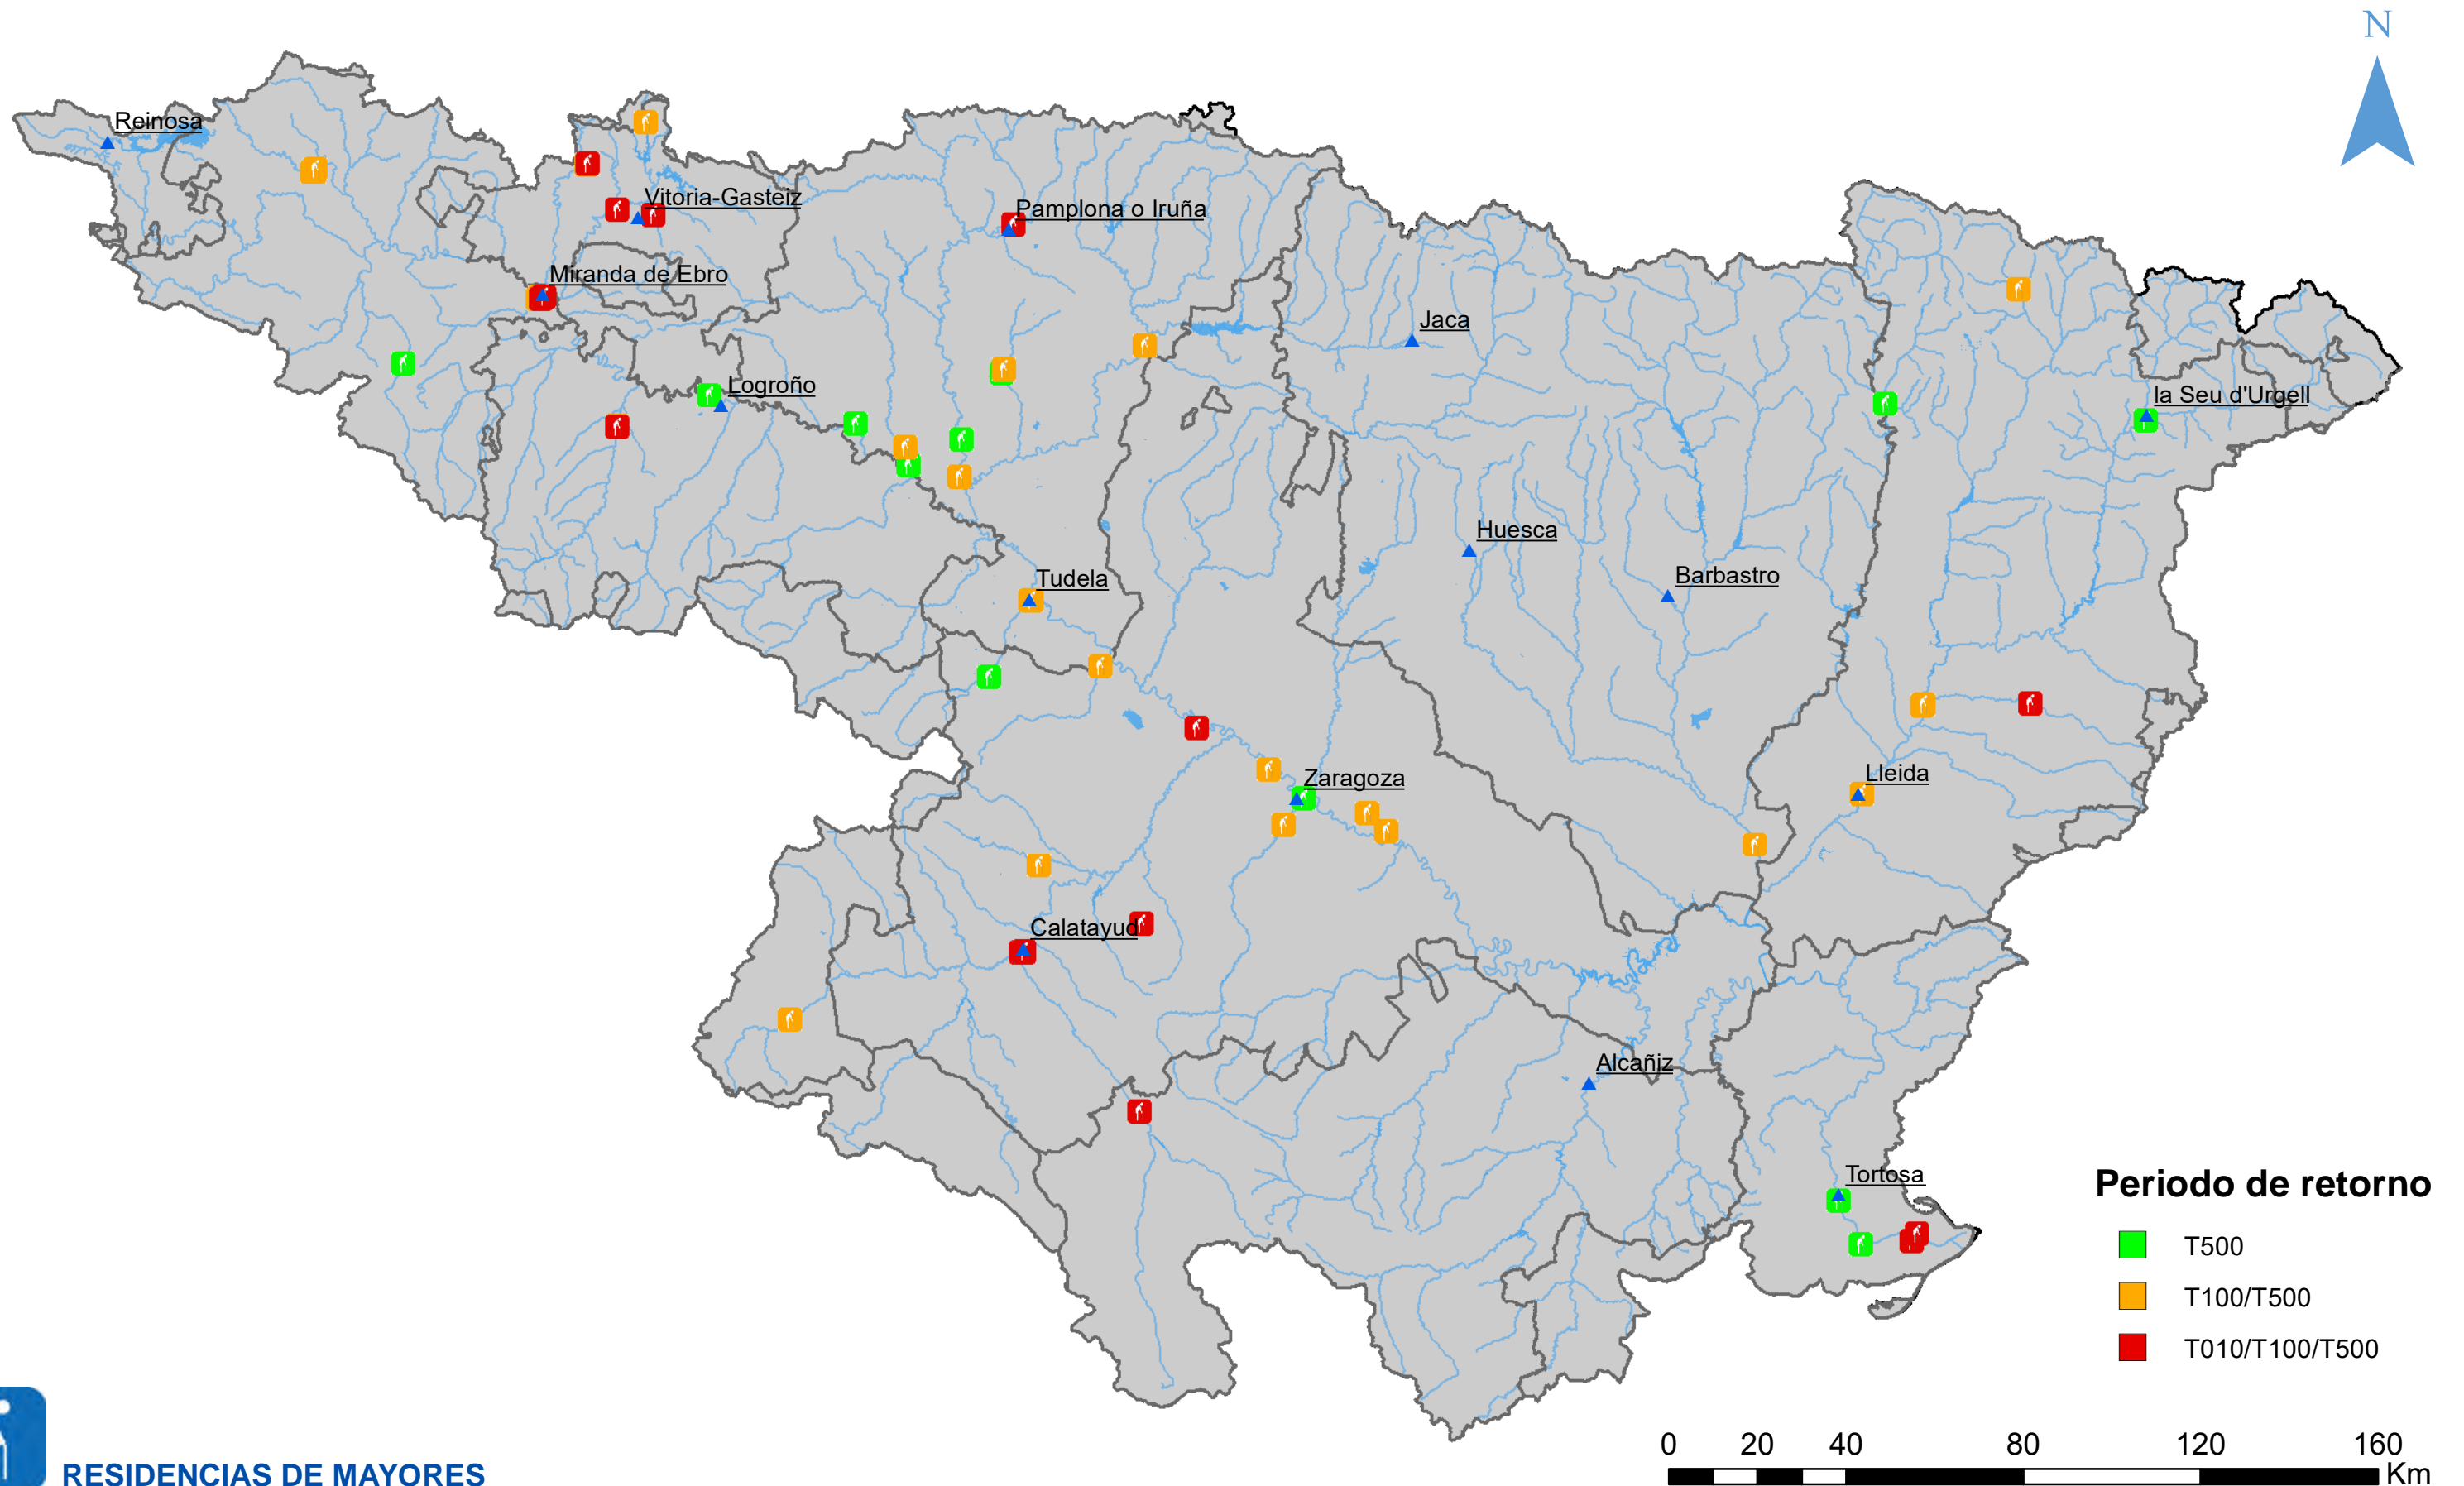 N
Reinosa
Vitoria-Gasteiz
Pamplona o Iruña
Miranda de Ebro
Jaca
Logroño
la Seu d'Urgell
Huesca
Barbastro
Tudela
Zaragoza
Lleida
Calatayud
Alcañiz
Tortosa
Periodo de retorno
T500
T100/T500
T010/T100/T500
0 20 40 80 120 160
Km
RESIDENCIAS DE MAYORES